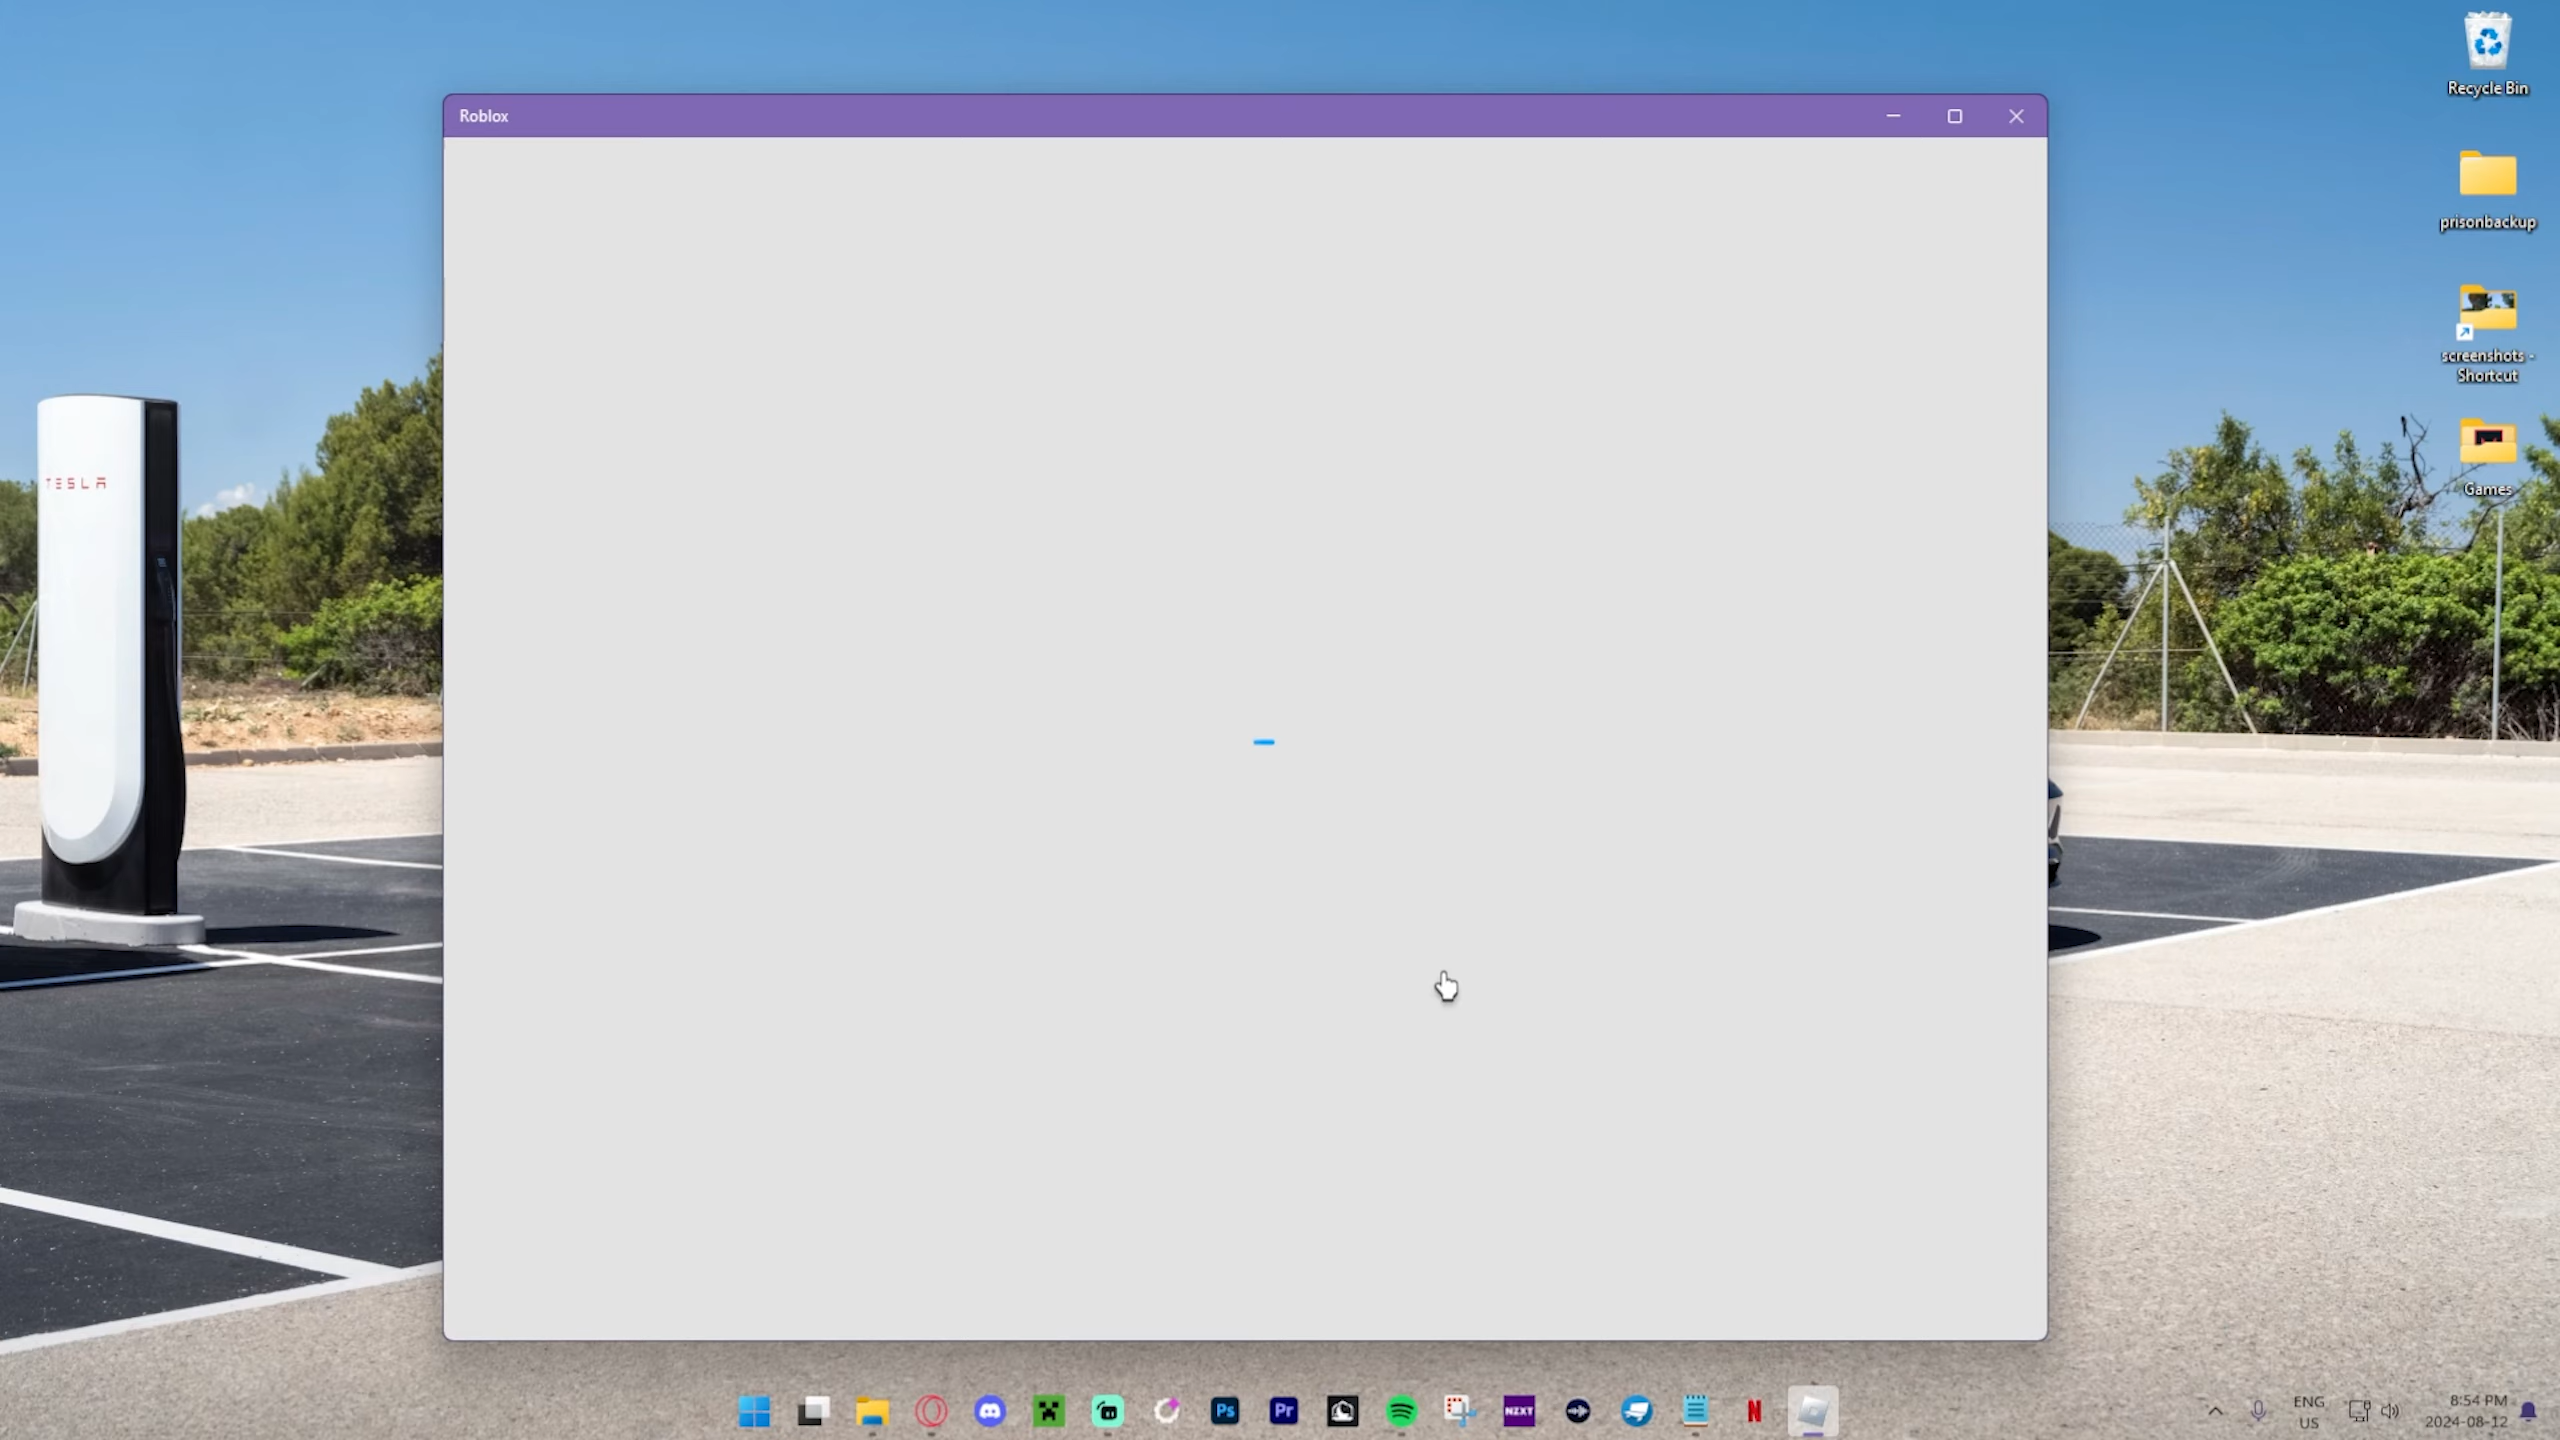 Roblox
Recycle Bin
prisonbackup
screenshots -
Shortcut
Games
TESLA
Ps
Pr
NZXT
N
ENG
US
8:54 PM
2024-08-12